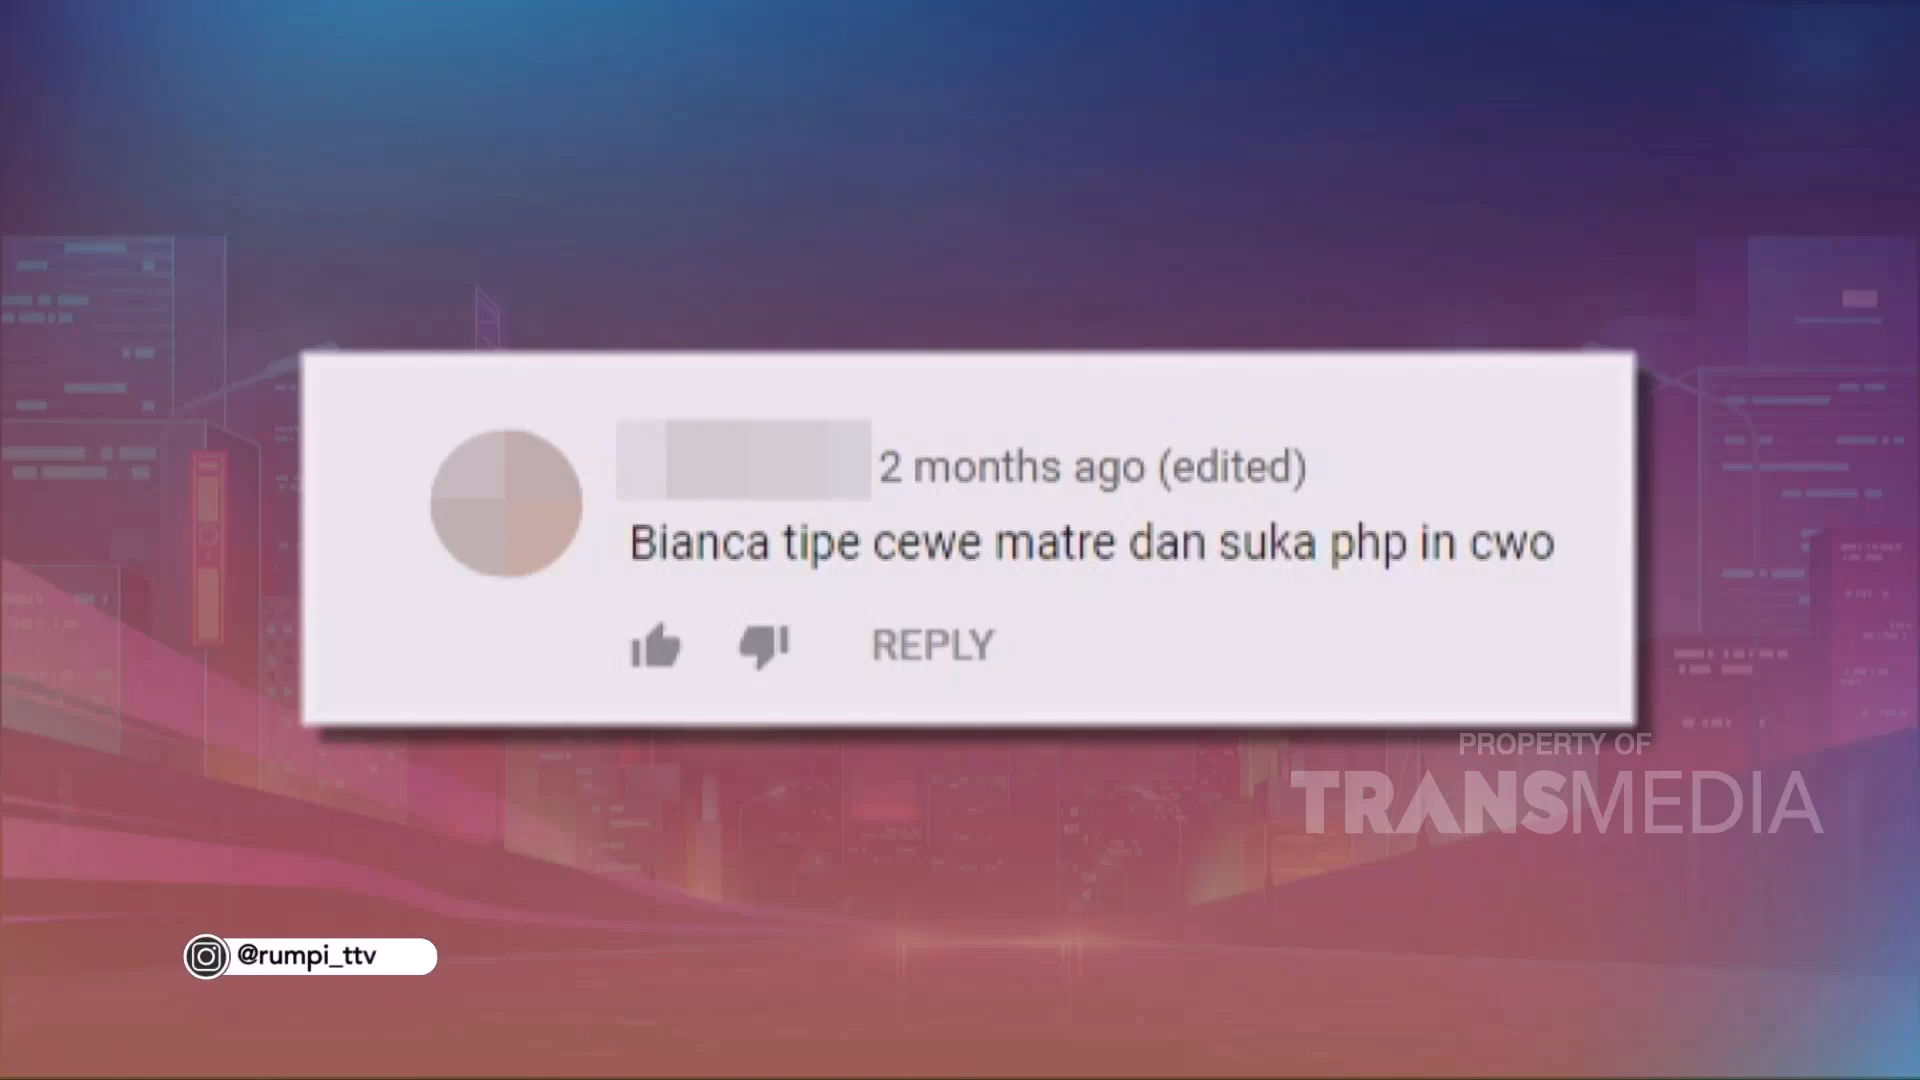 2 months ago (edited)
Bianca tipe cewe matre dan suka php in cwo
REPLY
PROPERTY OF
TRANSMEDIA
@rumpi_ttv